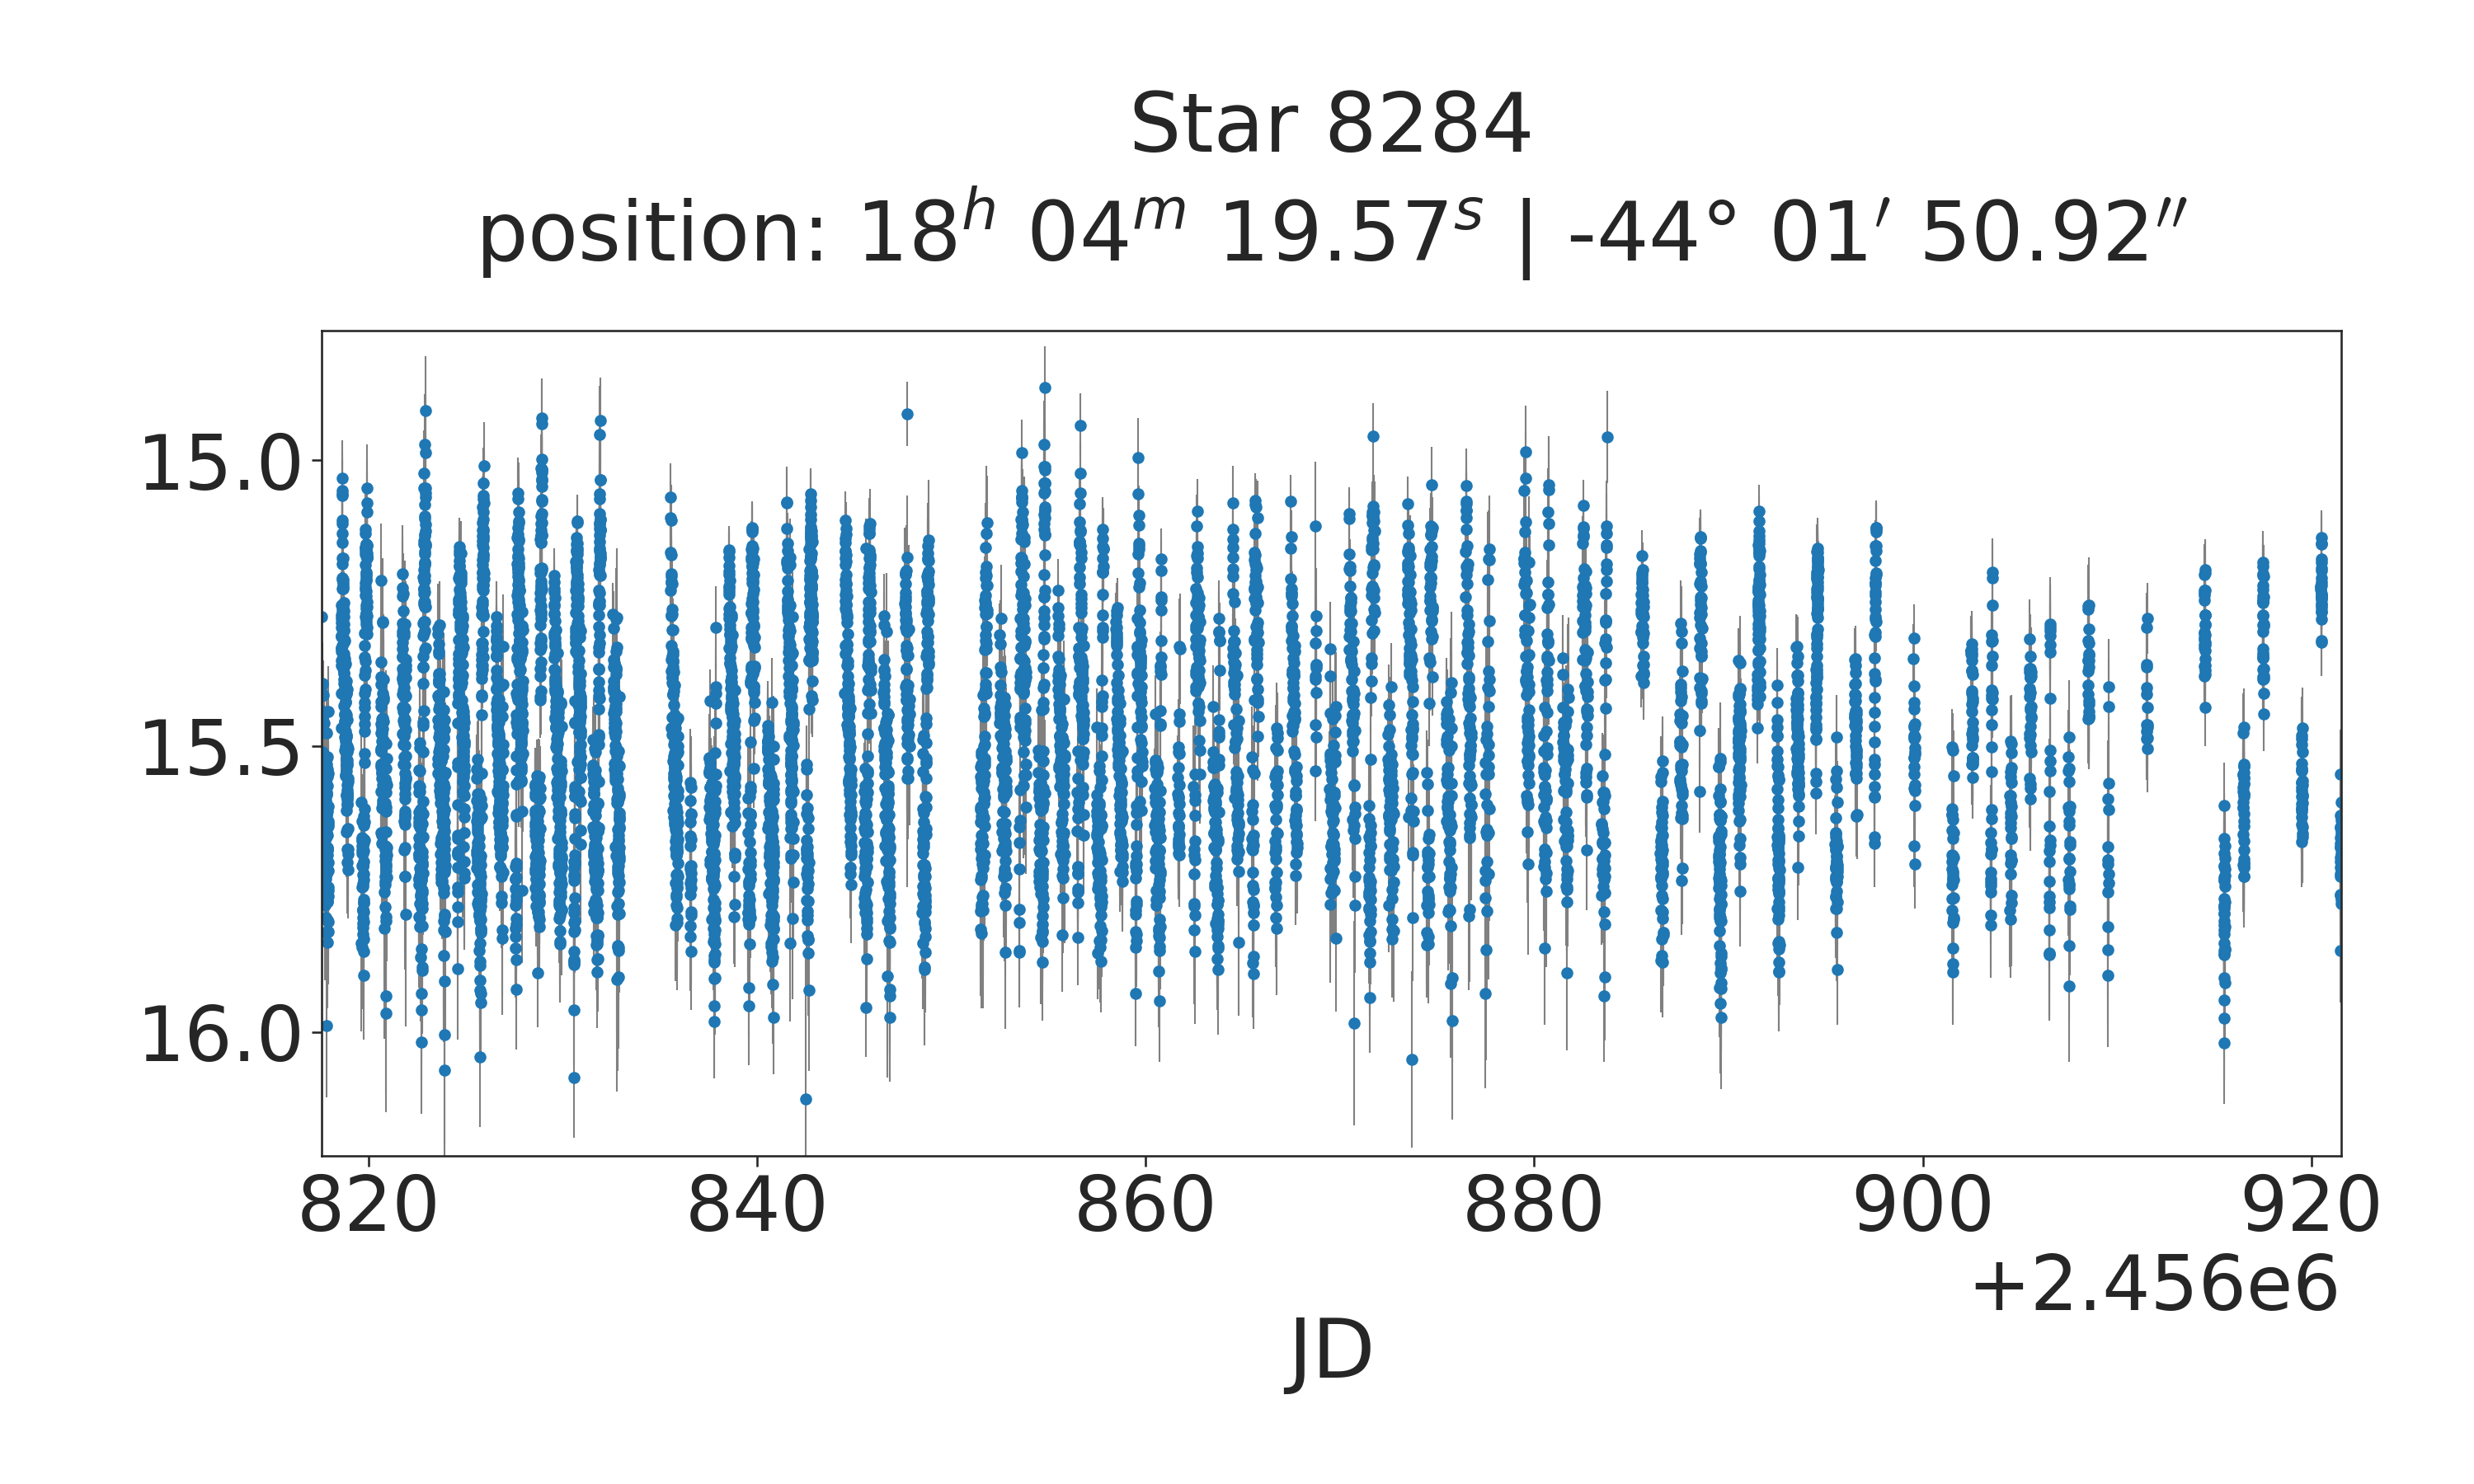 Star 8284
position: 18ʰ 04ᵐ 19.57ˢ | -44° 01′ 50.92″
15.0
15.5
16.0
820 840 860 880 900 920
+2.456e6
JD